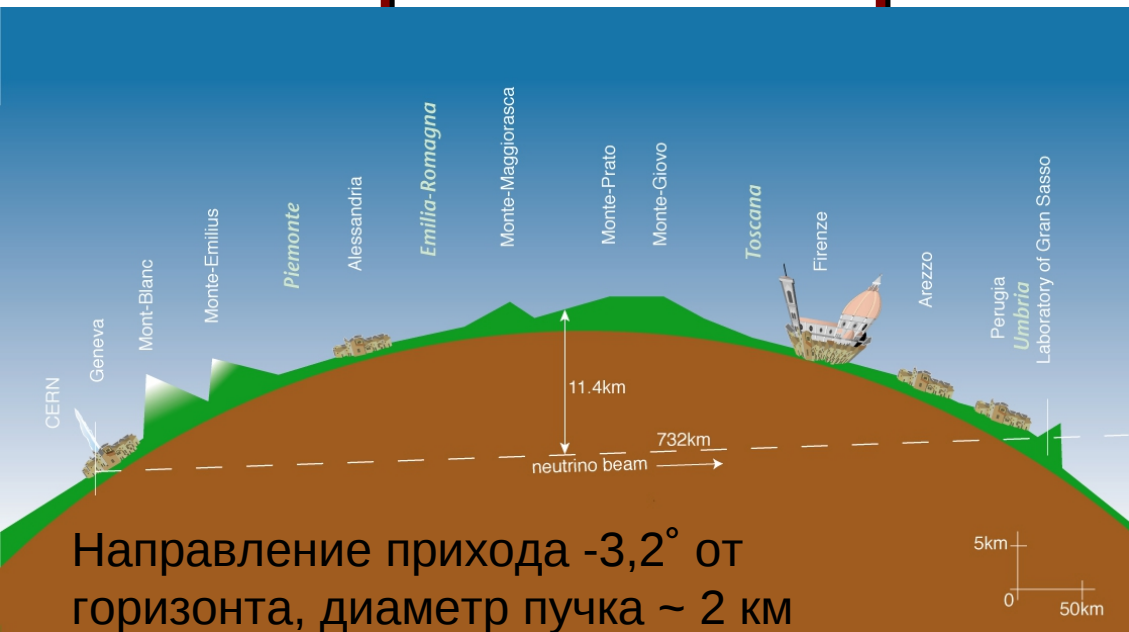 CERN
Geneva
Mont-Blanc
Monte-Emilius
Piemonte
Alessandria
Emilia-Romagna
Monte-Maggiorasca
Monte-Prato
Monte-Giovo
Toscana
Firenze
Arezzo
Perugia
Umbria
Laboratory of Gran Sasso
11.4km
732km
neutrino beam
Направление прихода -3,2˚ от
горизонта, диаметр пучка ~ 2 км
5km
0
50km